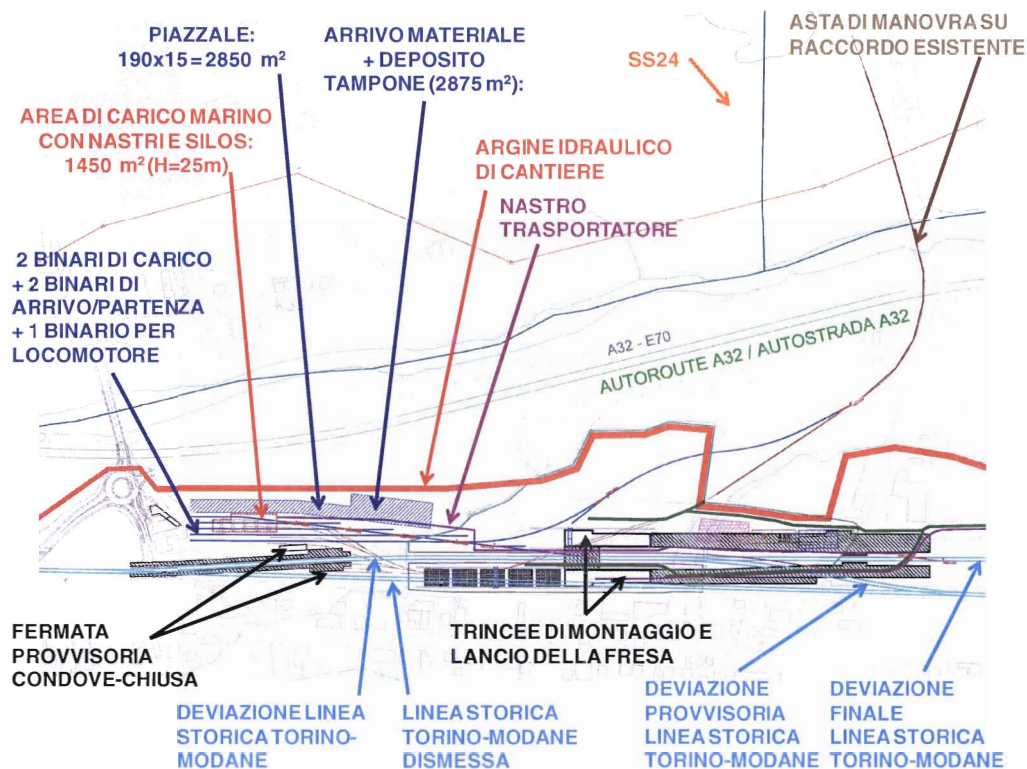 PIAZZALE:
190x15=2850 m²
ARRIVO MATERIALE
+ DEPOSITO
TAMPONE (2875 m²):
ASTA DI MANOVRA SU
RACCORDO ESISTENTE
SS24
AREA DI CARICO MARINO
CON NASTRI E SILOS:
1450 m² (H=25m)
ARGINE IDRAULICO
DI CANTIERE
NASTRO
TRASPORTATORE
2 BINARI DI CARICO
+ 2 BINARI DI
ARRIVO/PARTENZA
+ 1 BINARIO PER
LOCOMOTORE
A32 - E70
AUTOROUTE A32 / AUTOSTRADA A32
FERMATA
PROVVISORIA
CONDOVE-CHIUSA
TRINCEE DI MONTAGGIO E
LANCIO DELLA FRESA
DEVIAZIONE LINEA
STORICA TORINO-
MODANE
LINEA STORICA
TORINO-MODANE
DISMESSA
DEVIAZIONE
PROVVISORIA
LINEA STORICA
TORINO-MODANE
DEVIAZIONE
FINALE
LINEA STORICA
TORINO-MODANE